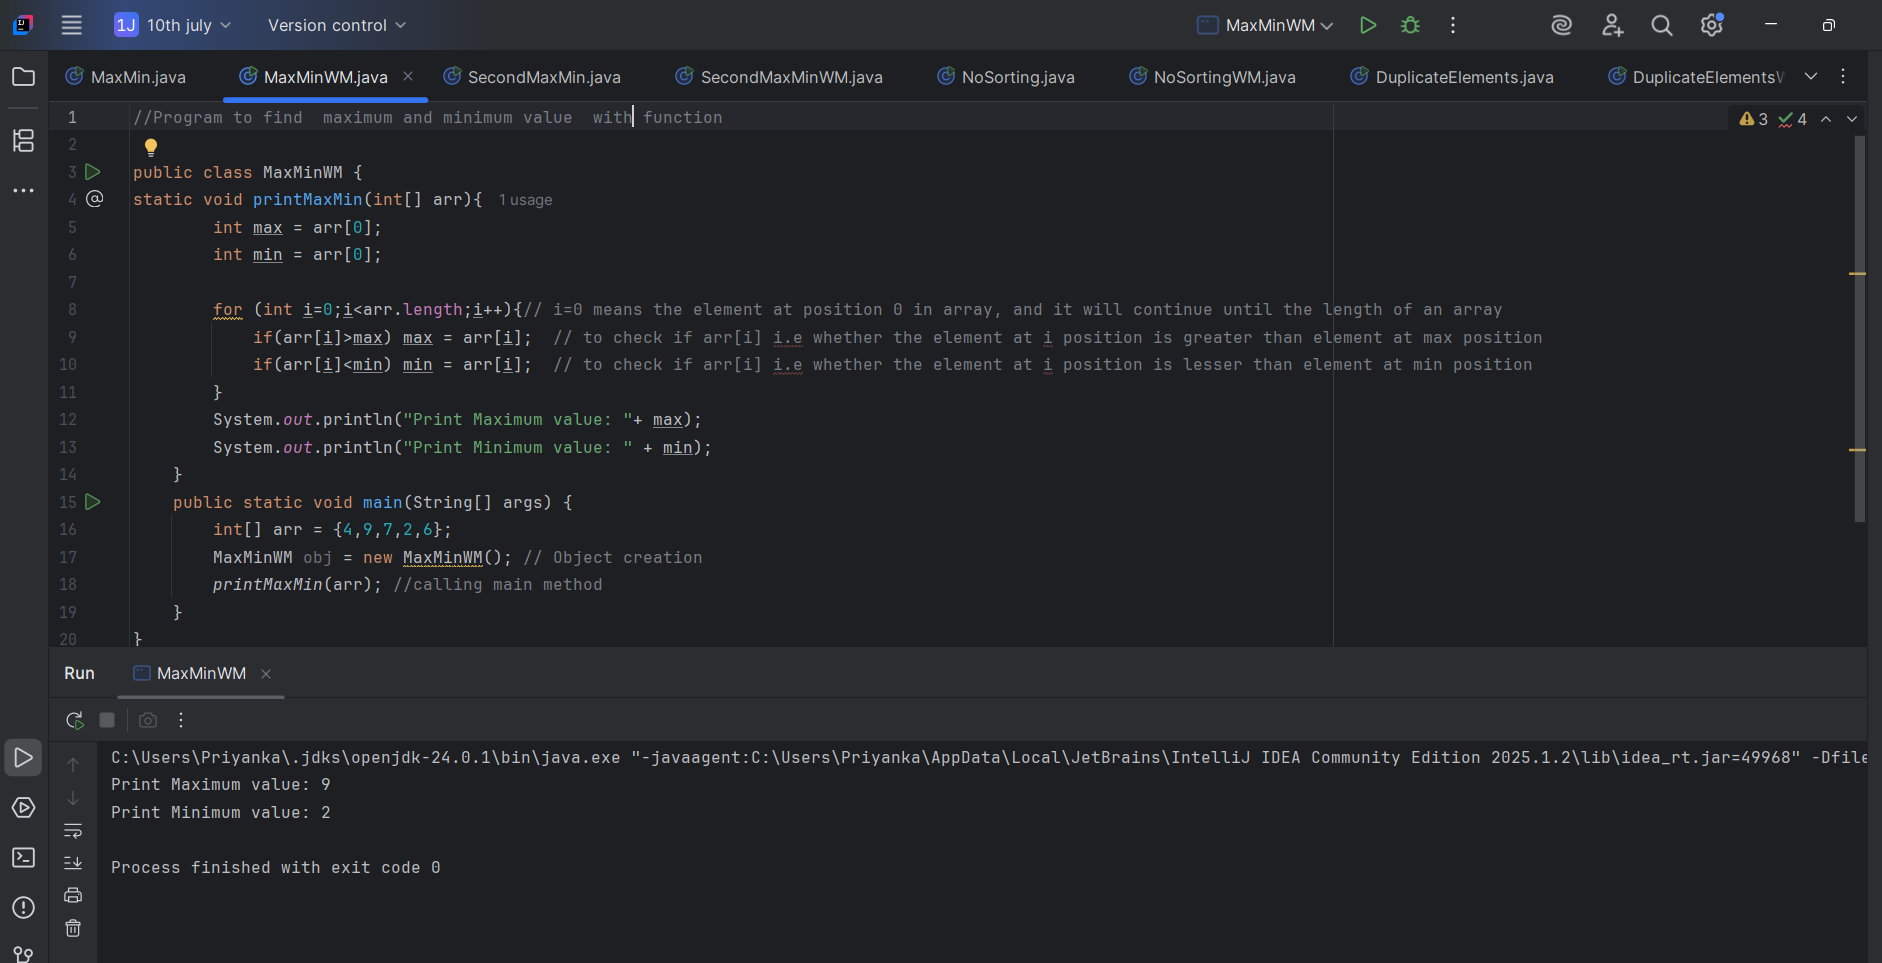 1J 10th july Version control MaxMinWM
MaxMin.java MaxMinWM.java SecondMaxMin.java SecondMaxMinWM.java NoSorting.java NoSortingWM.java DuplicateElements.java DuplicateElements
1 //Program to find  maximum and minimum value  with function
3 4
2
3 public class MaxMinWM {
4 @ static void printMaxMin(int[] arr){ 1 usage
5 int max = arr[0];
6 int min = arr[0];
7
8 for (int i=0;i<arr.length;i++){// i=0 means the element at position 0 in array, and it will continue until the length of an array
9 if(arr[i]>max) max = arr[i];  // to check if arr[i] i.e whether the element at i position is greater than element at max position
10 if(arr[i]<min) min = arr[i];  // to check if arr[i] i.e whether the element at i position is lesser than element at min position
11 }
12 System.out.println("Print Maximum value: "+ max);
13 System.out.println("Print Minimum value: " + min);
14 }
15 public static void main(String[] args) {
16 int[] arr = {4,9,7,2,6};
17 MaxMinWM obj = new MaxMinWM(); // Object creation
18 printMaxMin(arr); //calling main method
19 }
20 }
Run MaxMinWM
C:\Users\Priyanka\.jdks\openjdk-24.0.1\bin\java.exe "-javaagent:C:\Users\Priyanka\AppData\Local\JetBrains\IntelliJ IDEA Community Edition 2025.1.2\lib\idea_rt.jar=49968" -Dfile
Print Maximum value: 9
Print Minimum value: 2
Process finished with exit code 0